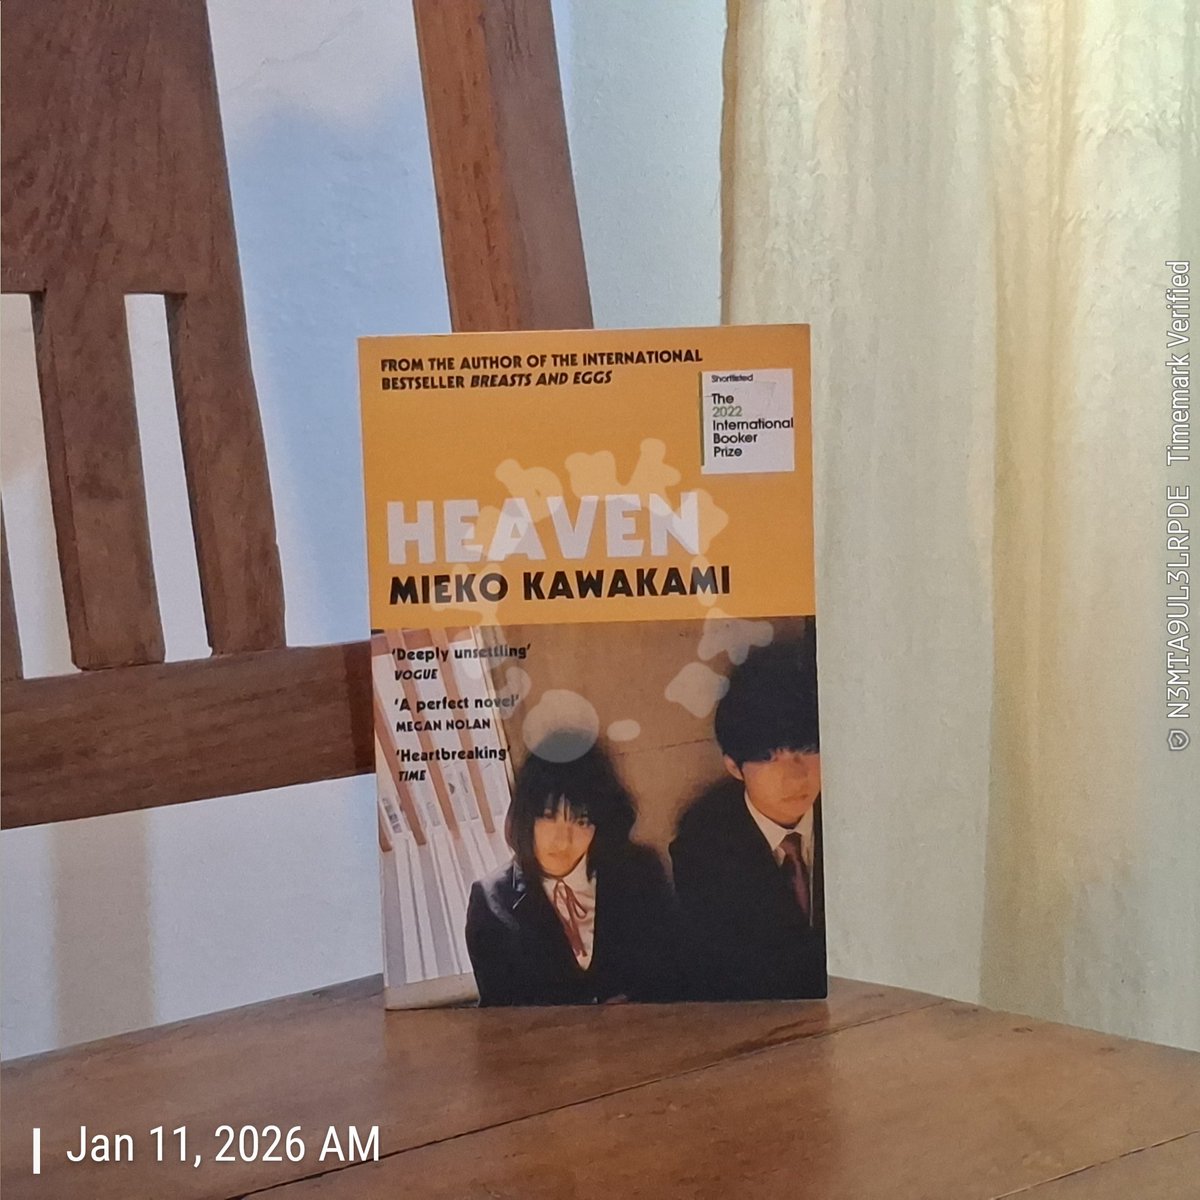 FROM THE AUTHOR OF THE INTERNATIONAL
BESTSELLER BREASTS AND EGGS
Shortlisted
The
2022
International
Booker
Prize
HEAVEN
MIEKO KAWAKAMI
‘Deeply unsettling’
VOGUE
‘A perfect novel’
MEGAN NOLAN
‘Heartbreaking’
TIME
Jan 11, 2026 AM
N3MTA9UL3LRPDE Timemark Verified